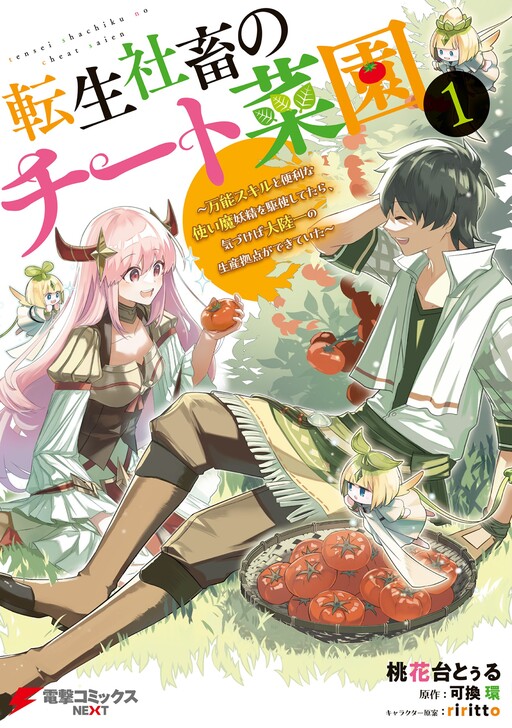 tensei shachiku no
cheat saien
転生社畜の
チート菜園
1
~万能スキルと便利な
使い魔妖精を駆使してたら、
気づけば大陸一の
生産拠点ができていた~
桃花台とぅる
原作:可換 環
キャラクター原案:riritto
電撃コミックス
NEXT